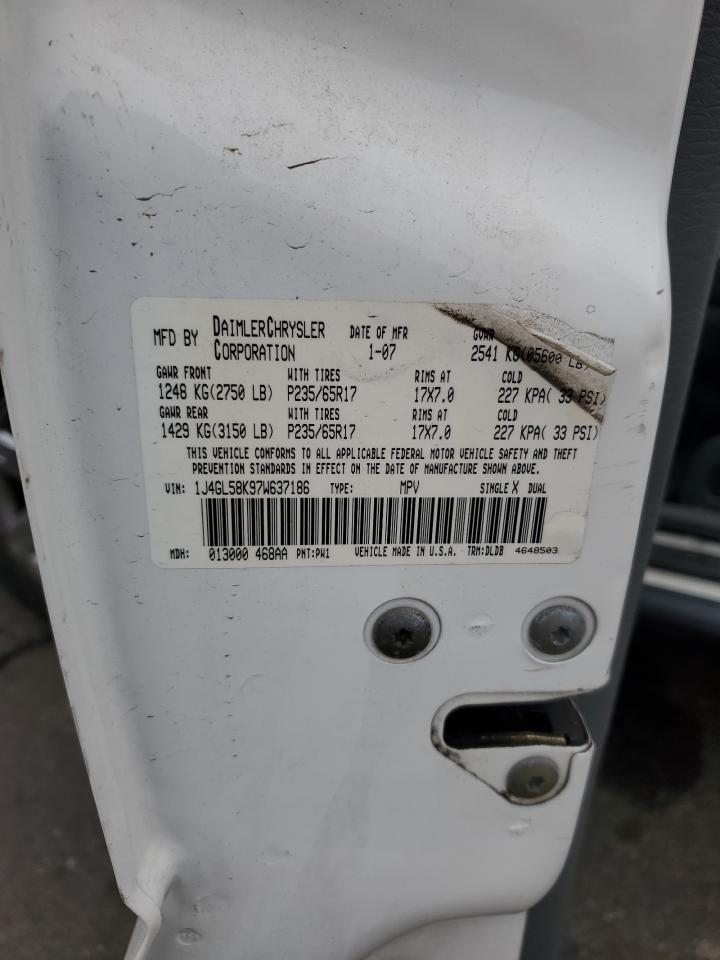 MFD BY DAIMLERCHRYSLER CORPORATION DATE OF MFR 1-07 GVWR 2541 KG(05600 LB)
GAWR FRONT WITH TIRES RIMS AT COLD
1248 KG(2750 LB) P235/65R17 17X7.0 227 KPA( 33 PSI)
GAWR REAR WITH TIRES RIMS AT COLD
1429 KG(3150 LB) P235/65R17 17X7.0 227 KPA( 33 PSI)
THIS VEHICLE CONFORMS TO ALL APPLICABLE FEDERAL MOTOR VEHICLE SAFETY AND THEFT
PREVENTION STANDARDS IN EFFECT ON THE DATE OF MANUFACTURE SHOWN ABOVE.
VIN: 1J4GL58K97W637186 TYPE: MPV SINGLE X DUAL
MDH: 013000 468AA PNT:PW1 VEHICLE MADE IN U.S.A. TRM:DLDB 4648503